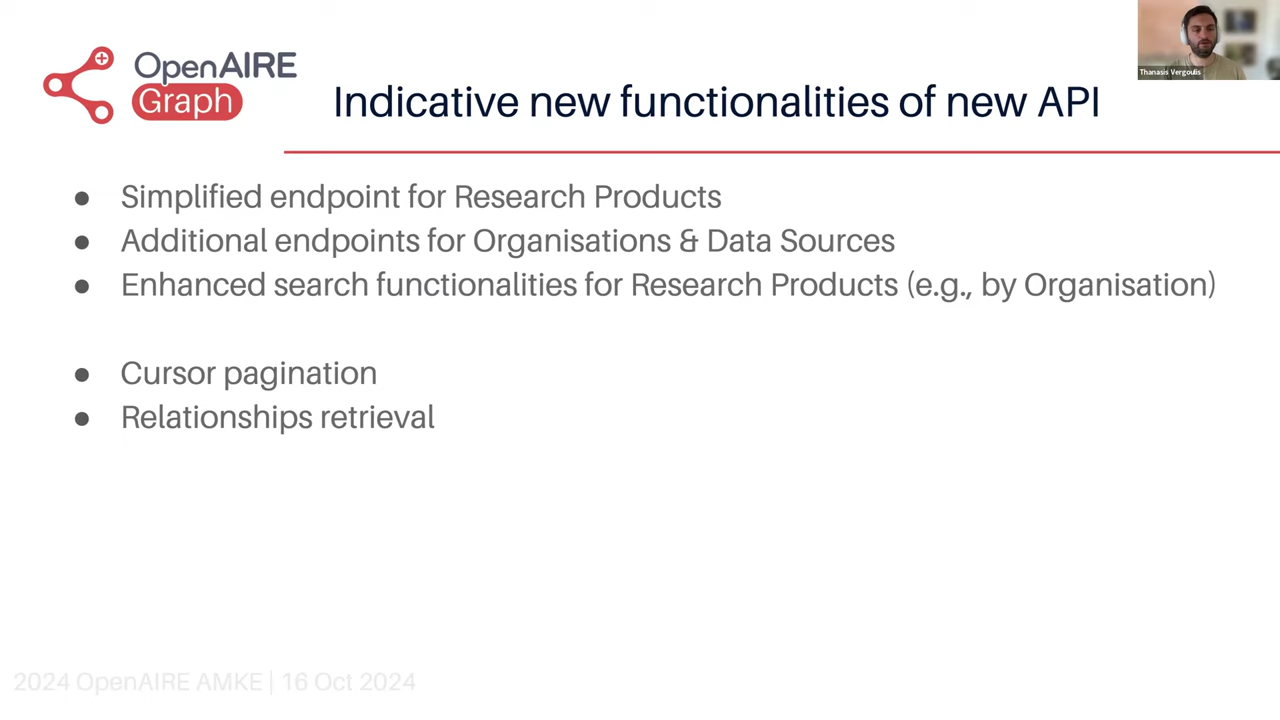 OpenAIRE
Graph
Thanasis Vergoulis
Indicative new functionalities of new API
● Simplified endpoint for Research Products
● Additional endpoints for Organisations & Data Sources
● Enhanced search functionalities for Research Products (e.g., by Organisation)
● Cursor pagination
● Relationships retrieval
2024 OpenAIRE AMKE | 16 Oct 2024